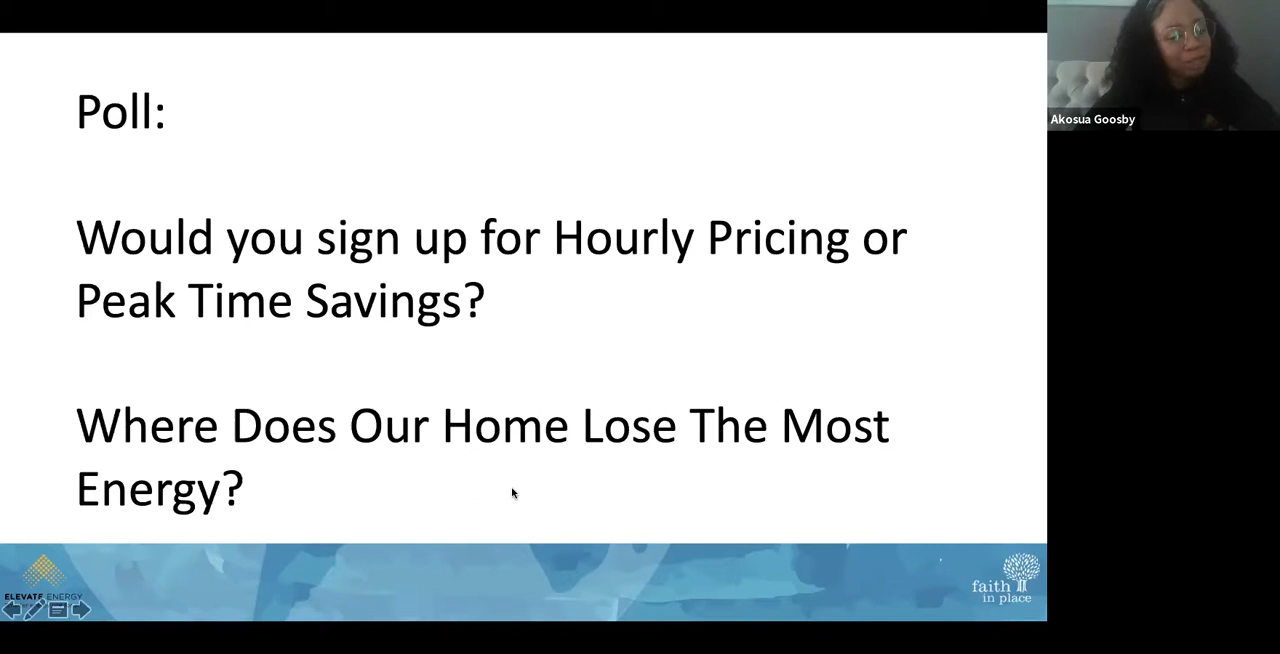 Poll:
Would you sign up for Hourly Pricing or
Peak Time Savings?
Where Does Our Home Lose The Most
Energy?
Akosua Goosby
ELEVATE ENERGY
faith
in place